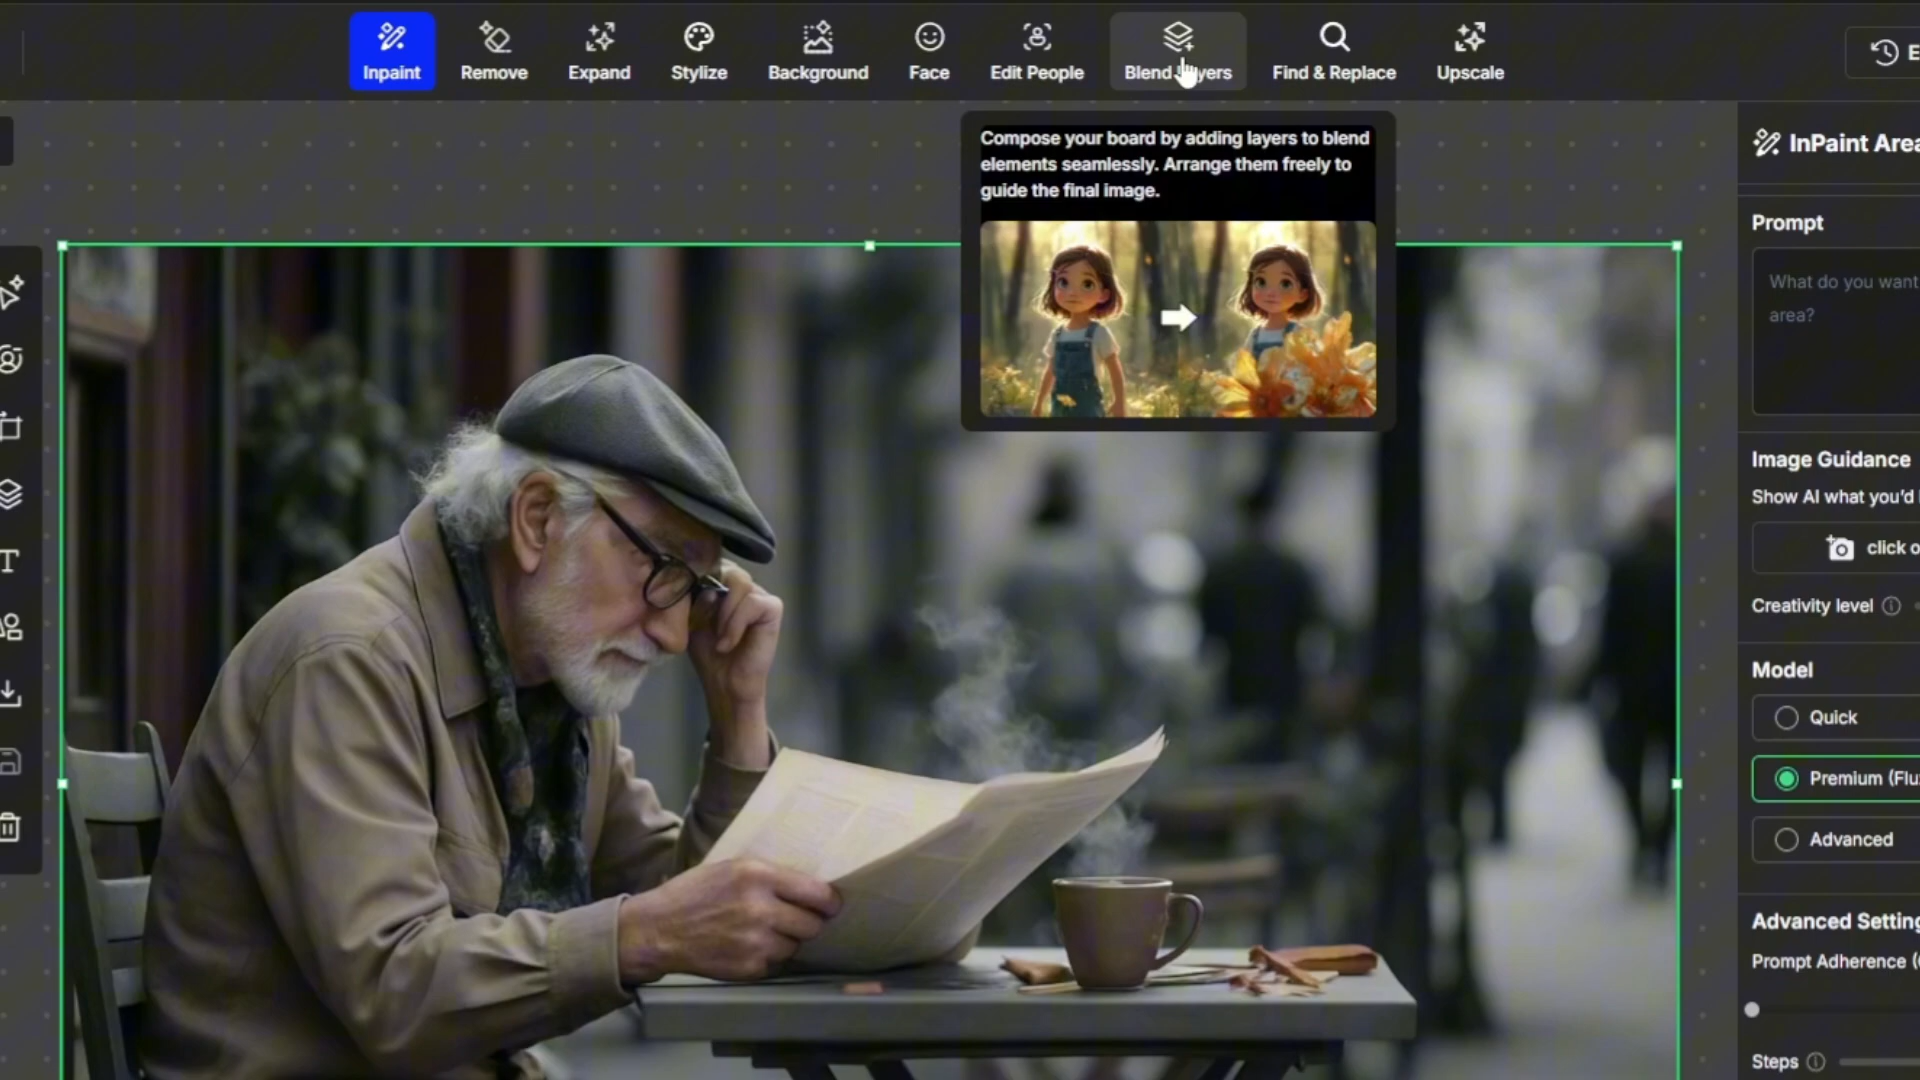 Inpaint
Remove
Expand
Stylize
Background
Face
Edit People
Blend Layers
Find & Replace
Upscale
E
Compose your board by adding layers to blend
elements seamlessly. Arrange them freely to
guide the final image.
InPaint Area
Prompt
What do you want
area?
Image Guidance
Show AI what you'd
click o
Creativity level
Model
Quick
Premium (Flu
Advanced
Advanced Setting
Prompt Adherence (
Steps
T